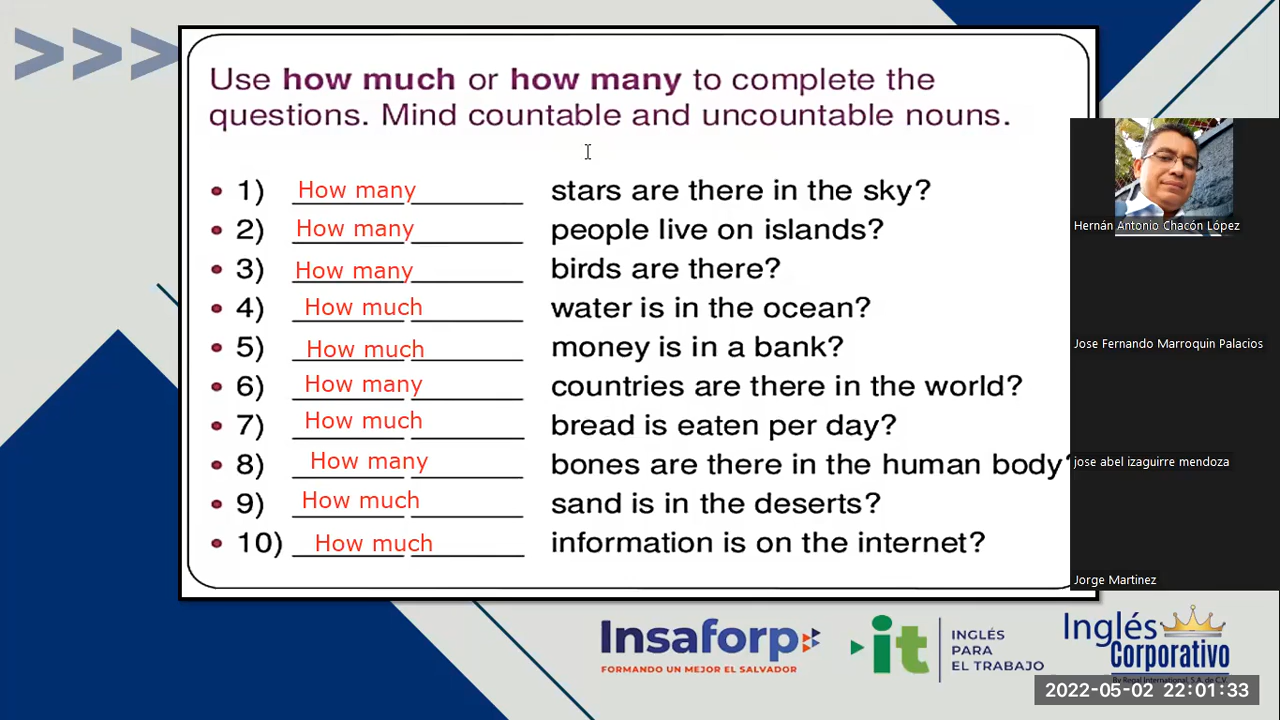 >>>
Use how much or how many to complete the
questions. Mind countable and uncountable nouns.
• 1) How many stars are there in the sky?
• 2) How many people live on islands?
• 3) How many birds are there?
• 4) How much water is in the ocean?
• 5) How much money is in a bank?
• 6) How many countries are there in the world?
• 7) How much bread is eaten per day?
• 8) How many bones are there in the human body?
• 9) How much sand is in the deserts?
• 10) How much information is on the internet?
Hernán Antonio Chacón López
Jose Fernando Marroquin Palacios
jose abel izaguirre mendoza
Jorge Martinez
Insaforp
FORMANDO UN MEJOR EL SALVADOR
it
INGLÉS
PARA
EL TRABAJO
Inglés
Corporativo
By Regal International, S.A. de C.V.
2022-05-02 22:01:33